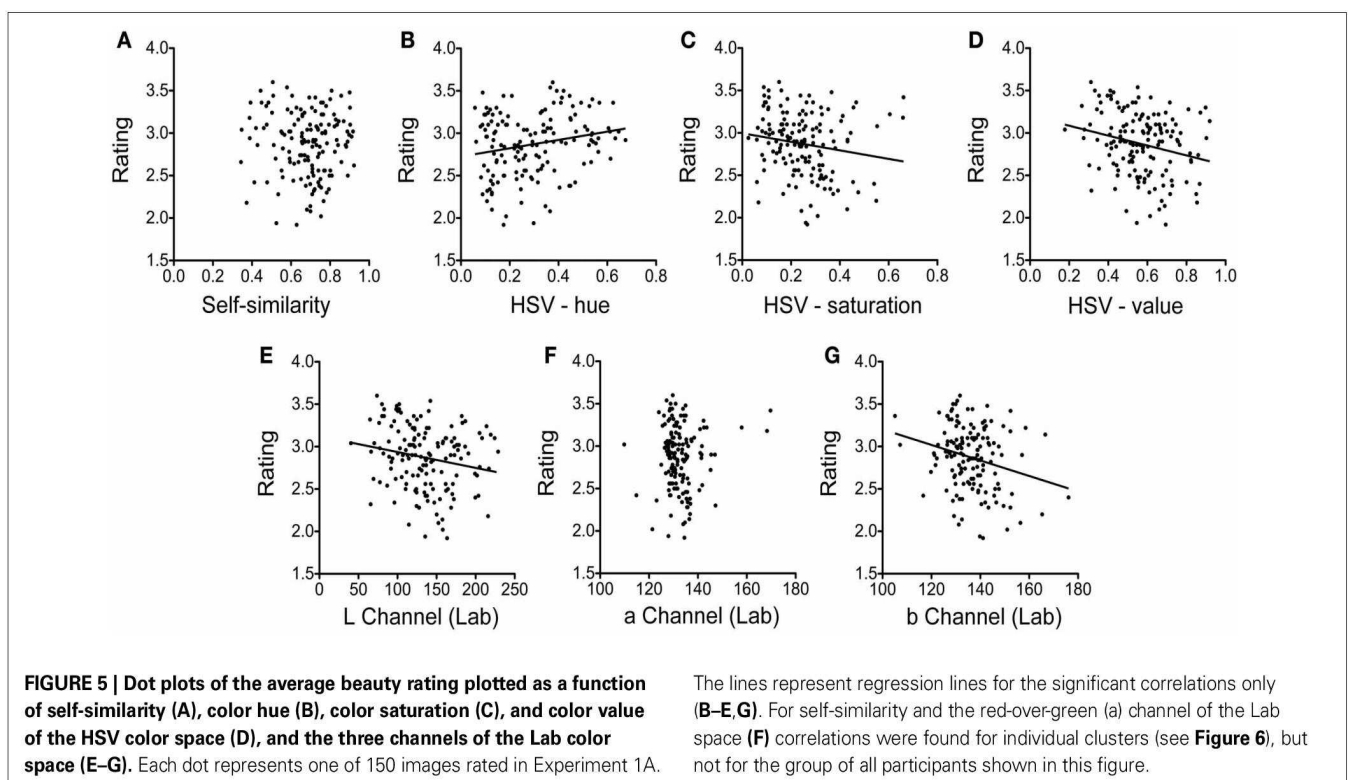 A
B
C
D
4.0
3.5
3.0
2.5
2.0
1.5
Rating
0.0 0.2 0.4 0.6 0.8 1.0
Self-similarity
4.0
3.5
3.0
2.5
2.0
1.5
Rating
0.0 0.2 0.4 0.6 0.8
HSV - hue
4.0
3.5
3.0
2.5
2.0
1.5
Rating
0.0 0.2 0.4 0.6 0.8
HSV - saturation
4.0
3.5
3.0
2.5
2.0
1.5
Rating
0.0 0.2 0.4 0.6 0.8 1.0
HSV - value
E
F
G
4.0
3.5
3.0
2.5
2.0
1.5
Rating
0 50 100 150 200 250
L Channel (Lab)
4.0
3.5
3.0
2.5
2.0
1.5
Rating
100 120 140 160 180
a Channel (Lab)
4.0
3.5
3.0
2.5
2.0
1.5
Rating
100 120 140 160 180
b Channel (Lab)
FIGURE 5 | Dot plots of the average beauty rating plotted as a function
of self-similarity (A), color hue (B), color saturation (C), and color value
of the HSV color space (D), and the three channels of the Lab color
space (E–G). Each dot represents one of 150 images rated in Experiment 1A.
The lines represent regression lines for the significant correlations only
(B–E,G). For self-similarity and the red-over-green (a) channel of the Lab
space (F) correlations were found for individual clusters (see Figure 6), but
not for the group of all participants shown in this figure.